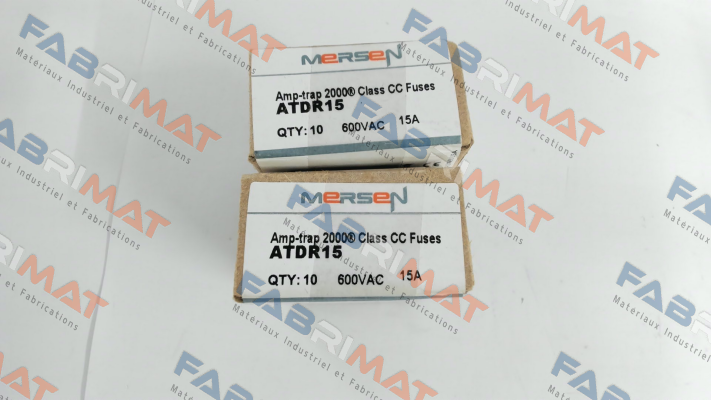 MERSEN
Amp-trap 2000® Class CC Fuses
ATDR15
QTY: 10 600VAC 15A
MERSEN
Amp-trap 2000® Class CC Fuses
ATDR15
QTY: 10 600VAC 15A
FABRIMAT
Matériaux Industriel et Fabrications